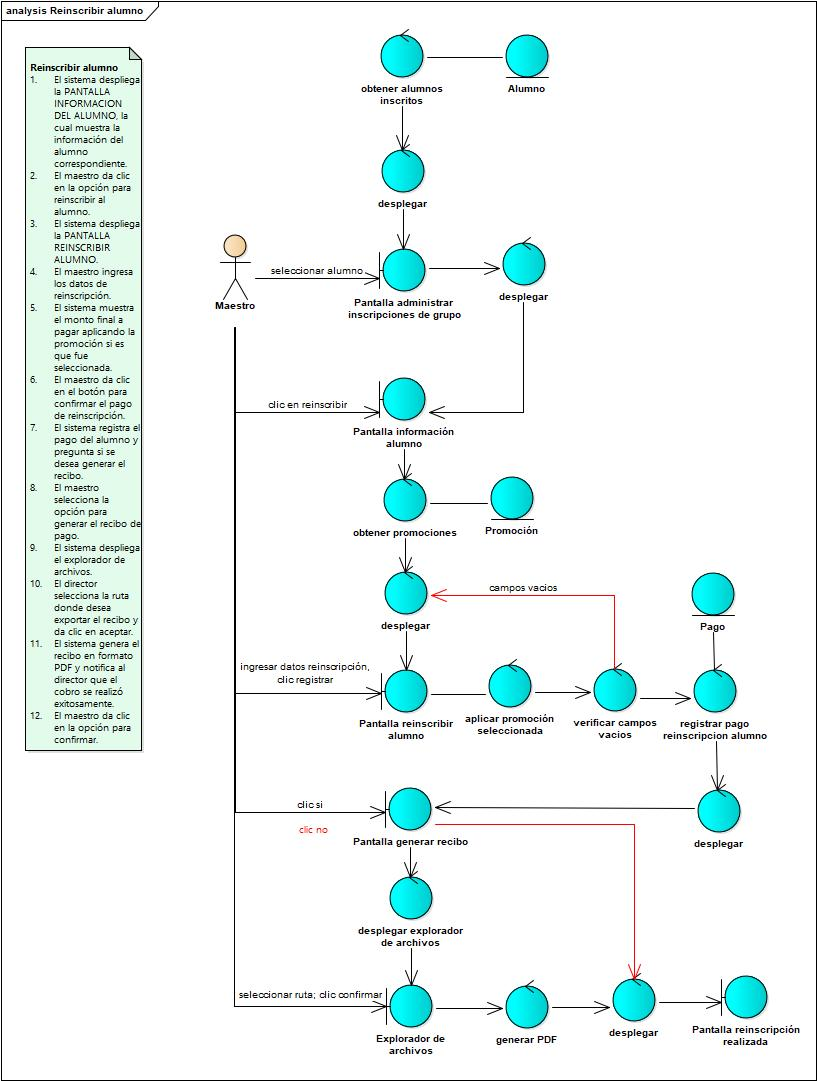 analysis Reinscribir alumno
Reinscribir alumno
1. El sistema despliega
la PANTALLA
INFORMACION
DEL ALUMNO, la
cual muestra la
información del
alumno
correspondiente.
2. El maestro da clic
en la opción para
reinscribir al
alumno.
3. El sistema despliega
la PANTALLA
REINSCRIBIR
ALUMNO.
4. El maestro ingresa
los datos de
reinscripción.
5. El sistema muestra
el monto final a
pagar aplicando la
promoción si es
que fue
seleccionada.
6. El maestro da clic
en el botón para
confirmar el pago
de reinscripción.
7. El sistema registra el
pago del alumno y
pregunta si se
desea generar el
recibo.
8. El maestro
selecciona la
opción para
generar el recibo de
pago.
9. El sistema despliega
el explorador de
archivos.
10. El director
selecciona la ruta
donde desea
exportar el recibo y
da clic en aceptar.
11. El sistema genera el
recibo en formato
PDF y notifica al
director que el
cobro se realizó
exitosamente.
12. El maestro da clic
en la opción para
confirmar.
obtener alumnos
inscritos
Alumno
desplegar
Maestro
seleccionar alumno
Pantalla administrar
inscripciones de grupo
desplegar
clic en reinscribir
Pantalla información
alumno
obtener promociones
Promoción
desplegar
campos vacios
Pago
ingresar datos reinscripción,
clic registrar
Pantalla reinscribir
alumno
aplicar promoción
seleccionada
verificar campos
vacios
registrar pago
reinscripcion alumno
clic si
clic no
Pantalla generar recibo
desplegar
desplegar explorador
de archivos
seleccionar ruta; clic confirmar
Explorador de
archivos
generar PDF
desplegar
Pantalla reinscripción
realizada